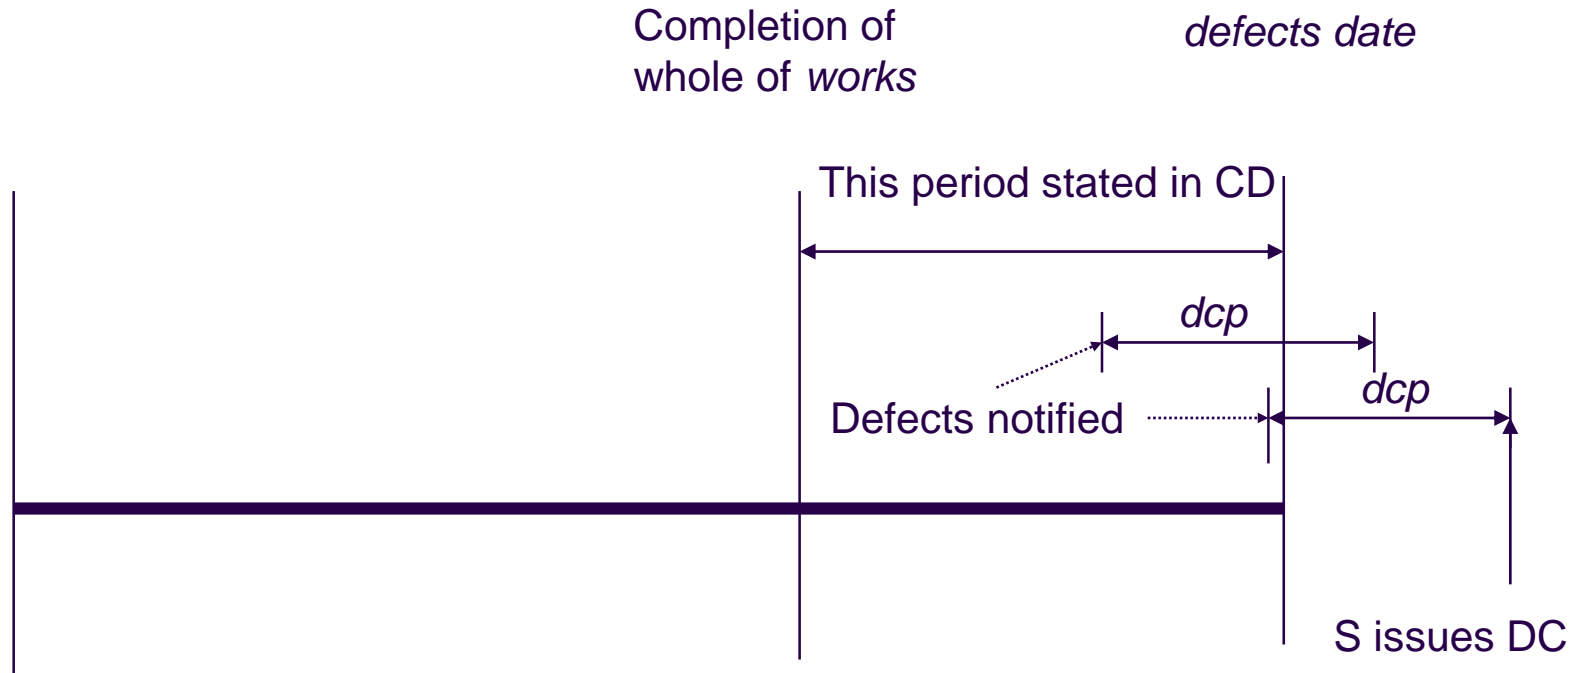 Completion of
whole of works
defects date
This period stated in CD
dcp
dcp
Defects notified
S issues DC